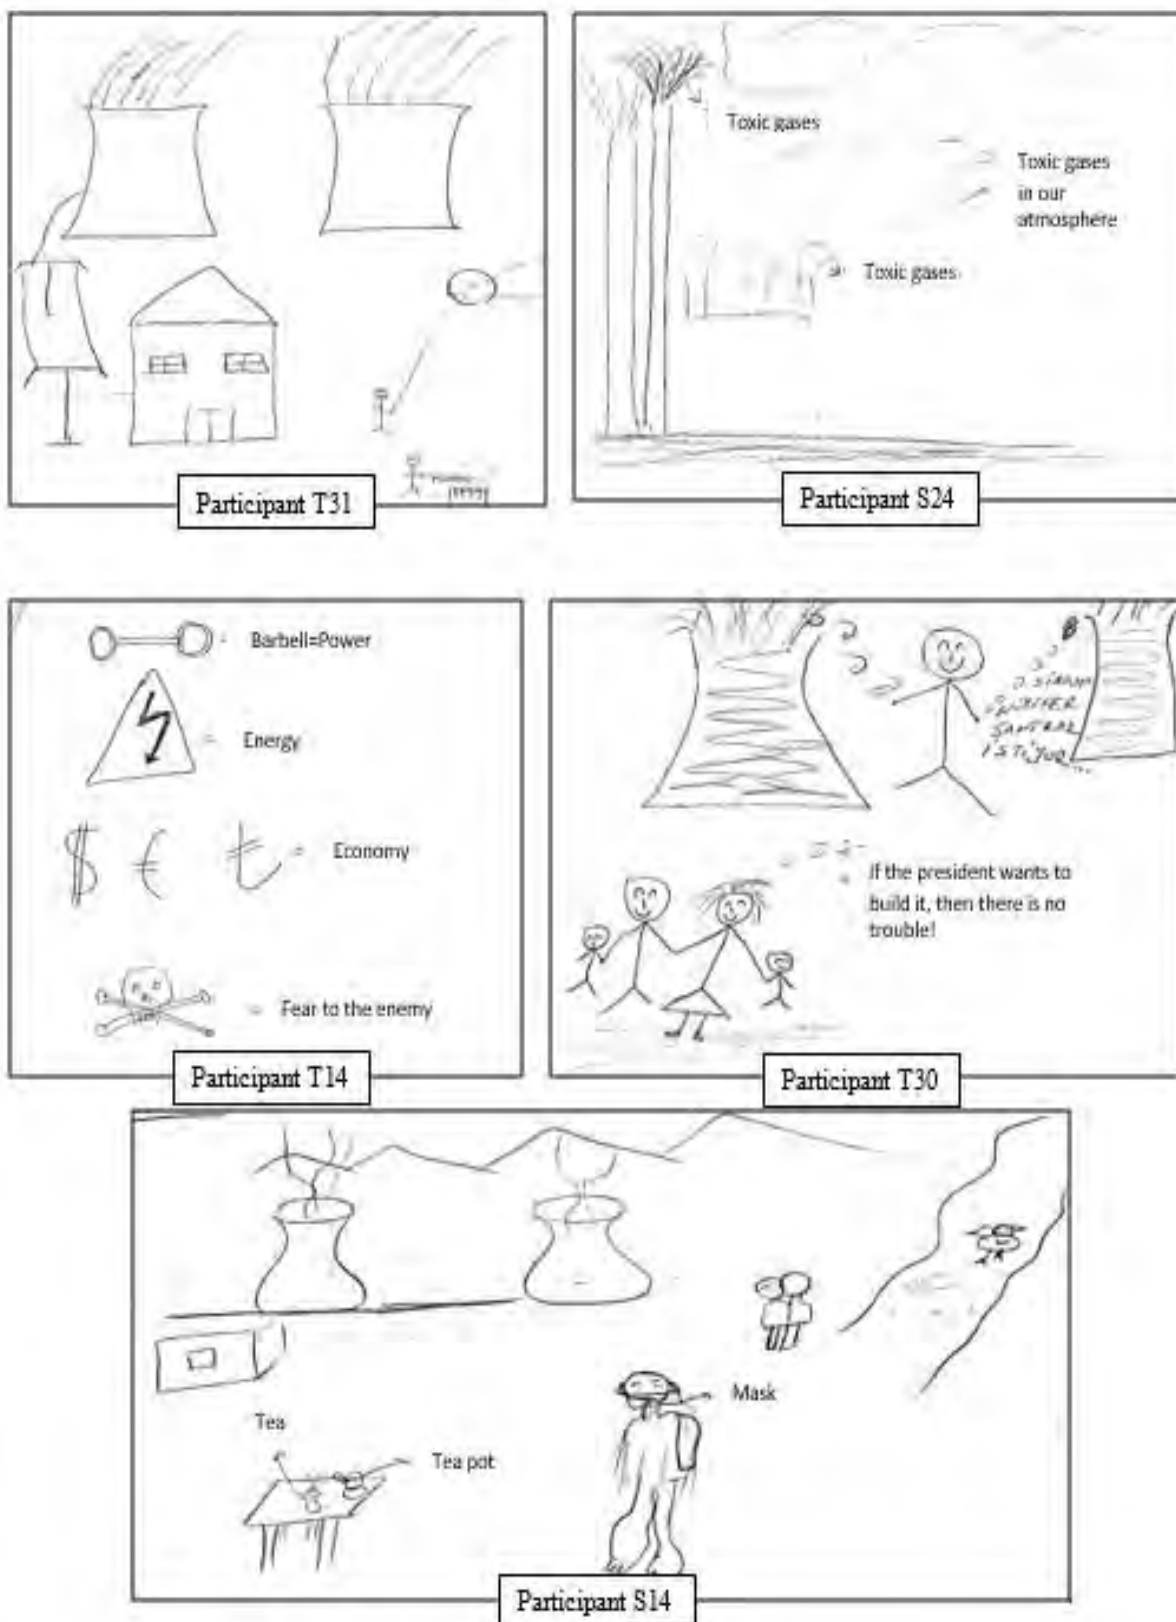 Participant T31
Toxic gases
Toxic gases
in our
atmosphere
Toxic gases
Participant S24
= Barbell=Power
= Energy
$ € ₺ = Economy
= Fear to the enemy
Participant T14
SANTRAL
If the president wants to
build it, then there is no
trouble!
Participant T30
Mask
Tea
Tea pot
Participant S14